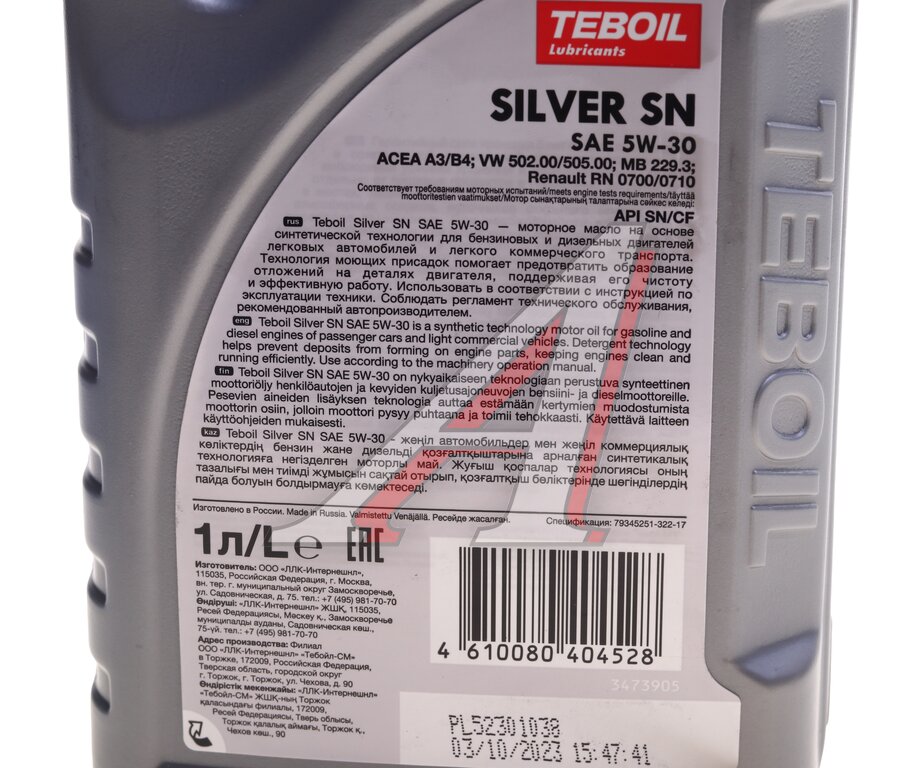 TEBOIL
Lubricants
SILVER SN
SAE 5W-30
ACEA A3/B4; VW 502.00/505.00; MB 229.3;
Renault RN 0700/0710
Соответствует требованиям моторных испытаний/meets engine tests requirements/täyttää
moottoritestien vaatimukset/Мотор сынақтарының талаптарына сәйкес келеді:
API SN/CF
rus Teboil Silver SN SAE 5W-30 — моторное масло на основе
синтетической технологии для бензиновых и дизельных двигателей
легковых автомобилей и легкого коммерческого транспорта.
Технология моющих присадок помогает предотвратить образование
отложений на деталях двигателя, поддерживая его чистоту
и эффективную работу. Использовать в соответствии с инструкцией по
эксплуатации техники. Соблюдать регламент технического обслуживания,
рекомендованный автопроизводителем.
eng Teboil Silver SN SAE 5W-30 is a synthetic technology motor oil for gasoline and
diesel engines of passenger cars and light commercial vehicles. Detergent technology
helps prevent deposits from forming on engine parts, keeping engines clean and
running efficiently. Use according to the machinery operation manual.
fin Teboil Silver SN SAE 5W-30 on nykyaikaiseen teknologiaan perustuva synteettinen
moottoriöljy henkilöautojen ja kevyiden kuljetusajoneuvojen bensiini- ja dieselmoottoreille.
Pesevien aineiden lisäyksen teknologia auttaa estämään kertymien muodostumista
moottorin osiin, jolloin moottori pysyy puhtaana ja toimii tehokkaasti. Käytettävä laitteen
käyttöohjeiden mukaisesti.
kaz Teboil Silver SN SAE 5W-30 - жеңіл автомобильдер мен жеңіл коммерциялық
көліктердің бензин және дизельді қозғалтқыштарына арналған синтетикалық
технологияға негізделген моторлы май. Жуғыш қоспалар технологиясы оның
тазалығы мен тиімді жұмысын сақтай отырып, қозғалтқыш бөліктерінде шөгінділердің
пайда болуын болдырмауға көмектеседі.
Изготовлено в России. Made in Russia. Valmistettu Venäjällä. Ресейде жасалған.
Спецификация: 79345251-322-17
1л/L ℮ EAC
Изготовитель: ООО «ЛЛК-Интернешнл»,
115035, Российская Федерация, г. Москва,
вн. тер. г. муниципальный округ Замоскворечье,
ул. Садовническая, д. 75. тел.: +7 (495) 981-70-70
Өндіруші: «ЛЛК-Интернешнл» ЖШҚ, 115035,
Ресей Федерациясы, Мәскеу қ., Замоскворечье
муниципалды ауданы, Садовническая көш.,
75-үй. тел.: +7 (495) 981-70-70
Адрес производства: Филиал
ООО «ЛЛК-Интернешнл» «Тебойл-СМ»
в Торжке, 172009, Российская Федерация,
Тверская область, городской округ
г. Торжок, г. Торжок, ул. Чехова, д. 90
Өндірістік мекенжайы: «ЛЛК-Интернешнл»
«Тебойл-СМ» ЖШҚ-ның Торжок
қаласындағы филиалы, 172009,
Ресей Федерациясы, Тверь облысы,
Торжок қалалық аймағы, Торжок қ.,
Чехов көш., 90
4 610080 404528
3473905
PL52301038
03/10/2023 15:47:41
TEBOIL